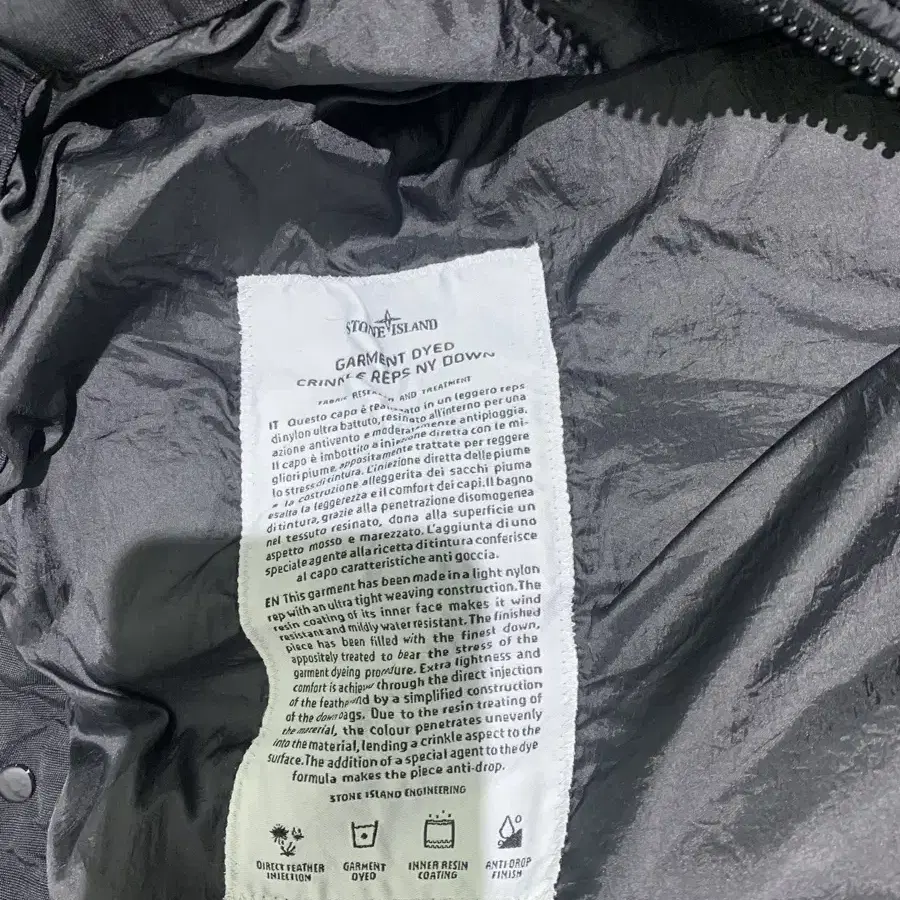 STONE ISLAND
GARMENT DYED
CRINKLE REPS NY DOWN
FABRIC RESEARCH AND TREATMENT
IT Questo capo è realizzato in un leggero reps
dinylon ultra battuto, resinato all'interno per una
azione antivento e moderatamente antipioggia.
Il capo è imbottito a iniezione diretta con le mi-
gliori piume, appositamente trattate per reggere
lo stress di tintura. L'iniezione diretta delle piume
e la costruzione alleggerita dei sacchi piuma
esalta la leggerezza e il comfort dei capi. Il bagno
di tintura, grazie alla penetrazione disomogenea
nel tessuto resinato, dona alla superficie un
aspetto mosso e marezzato. L'aggiunta di uno
speciale agente alla ricetta di tintura conferisce
al capo caratteristiche anti goccia.
EN This garment has been made in a light nylon
rep with an ultra tight weaving construction. The
resin coating of its inner face makes it wind
resistant and mildly water resistant. The finished
piece has been filled with the finest down,
appositely treated to bear the stress of the
garment dyeing procedure. Extra lightness and
comfort is achieved through the direct injection
of the feather and by a simplified construction
of the down bags. Due to the resin treating of
the material, the colour penetrates unevenly
into the material, lending a crinkle aspect to the
surface. The addition of a special agent to the dye
formula makes the piece anti-drop.
STONE ISLAND ENGINEERING
DIRECT FEATHER INJECTION
GARMENT DYED
INNER RESIN COATING
ANTI DROP FINISH